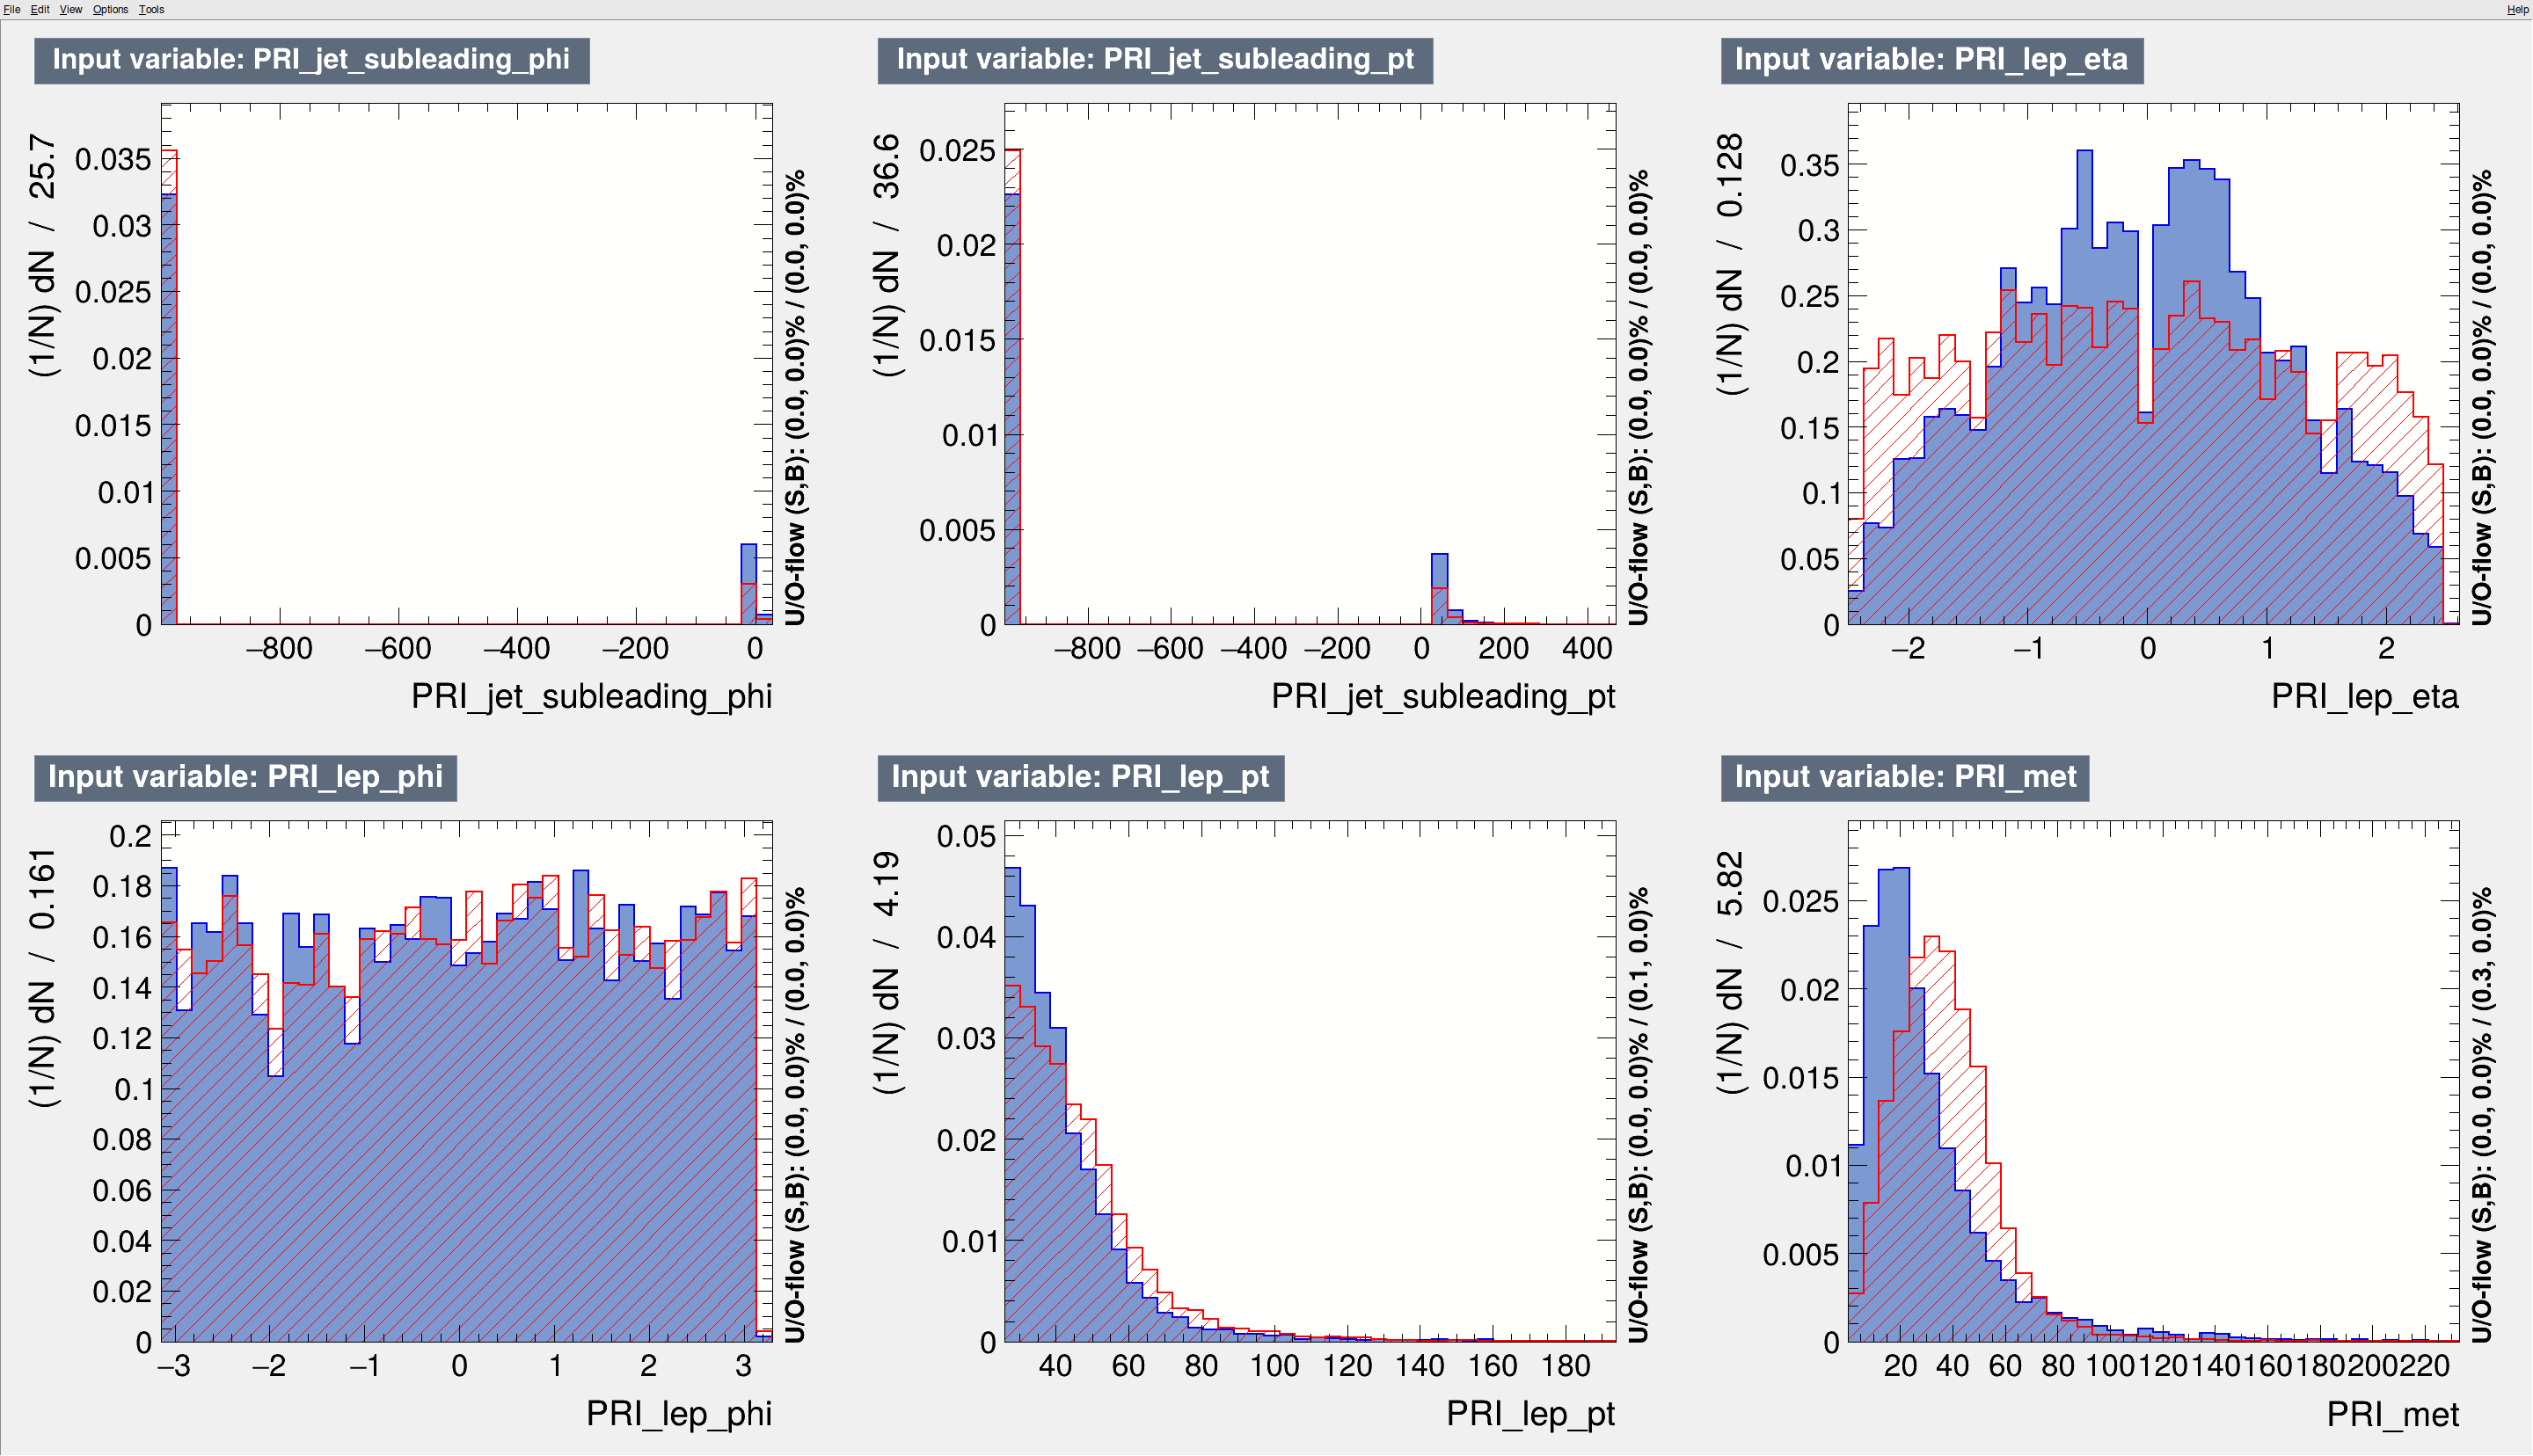 File Edit View Options Tools Help
Input variable: PRI_jet_subleading_phi
(1/N) dN / 25.7
0.035
0.03
0.025
0.02
0.015
0.01
0.005
0
−800 −600 −400 −200 0
PRI_jet_subleading_phi
U/O-flow (S,B): (0.0, 0.0)% / (0.0, 0.0)%
Input variable: PRI_jet_subleading_pt
(1/N) dN / 36.6
0.025
0.02
0.015
0.01
0.005
0
−800 −600 −400 −200 0 200 400
PRI_jet_subleading_pt
U/O-flow (S,B): (0.0, 0.0)% / (0.0, 0.0)%
Input variable: PRI_lep_eta
(1/N) dN / 0.128
0.35
0.3
0.25
0.2
0.15
0.1
0.05
0
−2 −1 0 1 2
PRI_lep_eta
U/O-flow (S,B): (0.0, 0.0)% / (0.0, 0.0)%
Input variable: PRI_lep_phi
(1/N) dN / 0.161
0.2
0.18
0.16
0.14
0.12
0.1
0.08
0.06
0.04
0.02
0
−3 −2 −1 0 1 2 3
PRI_lep_phi
U/O-flow (S,B): (0.0, 0.0)% / (0.0, 0.0)%
Input variable: PRI_lep_pt
(1/N) dN / 4.19
0.05
0.04
0.03
0.02
0.01
0
40 60 80 100 120 140 160 180
PRI_lep_pt
U/O-flow (S,B): (0.0, 0.0)% / (0.1, 0.0)%
Input variable: PRI_met
(1/N) dN / 5.82
0.025
0.02
0.015
0.01
0.005
0
20 40 60 80 100 120 140 160 180 200 220
PRI_met
U/O-flow (S,B): (0.0, 0.0)% / (0.3, 0.0)%